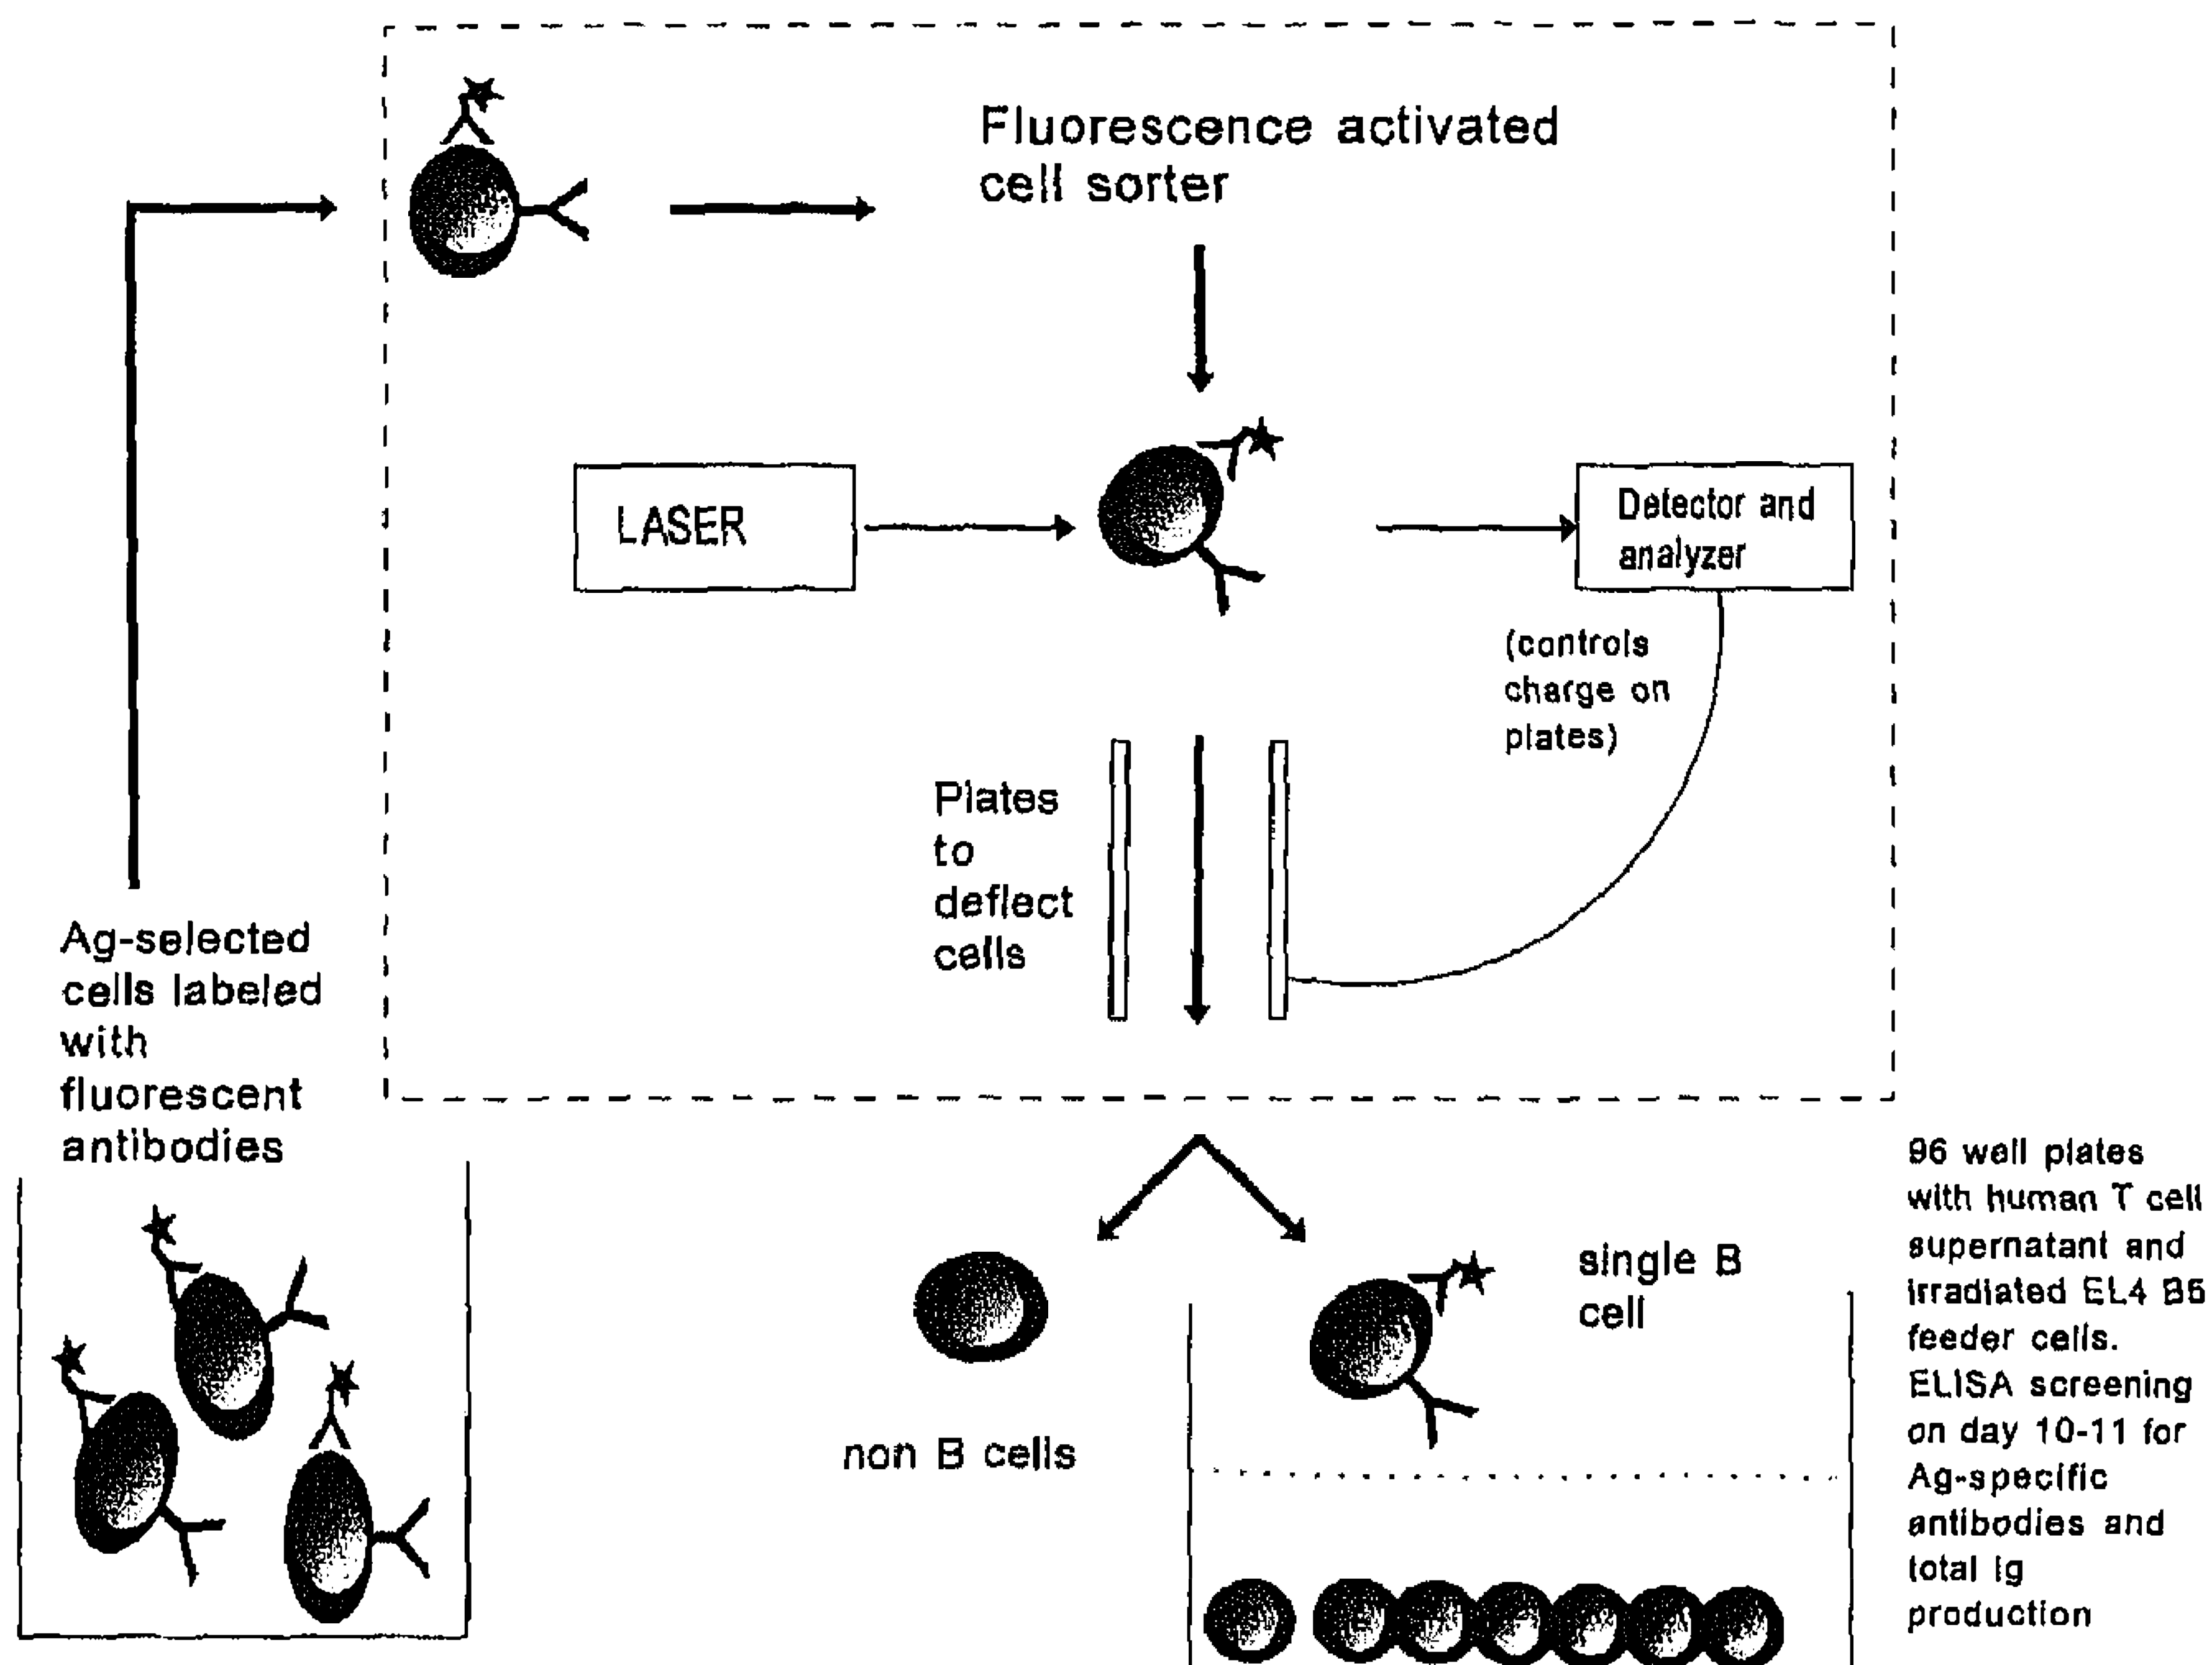 Fluorescence activated
cell sorter
LASER
Detector and
analyzer
(controls
charge on
plates)
Plates
to
deflect
cells
Ag-selected
cells labeled
with
fluorescent
antibodies
non B cells
single B
cell
96 well plates
with human T cell
supernatant and
irradiated EL4 B5
feeder cells.
ELISA screening
on day 10-11 for
Ag-specific
antibodies and
total Ig
production